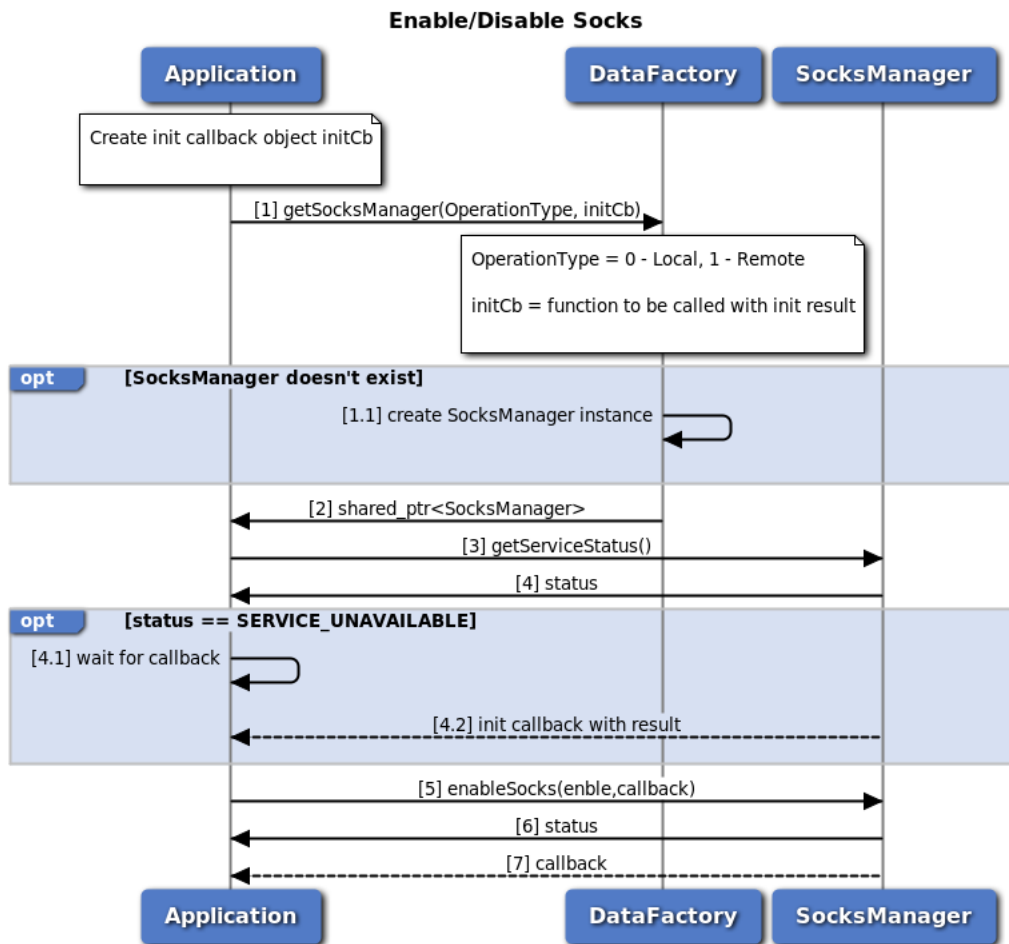 Enable/Disable Socks
Application
DataFactory
SocksManager
Create init callback object initCb
[1] getSocksManager(OperationType, initCb)
OperationType = 0 - Local, 1 - Remote
initCb = function to be called with init result
opt
[SocksManager doesn't exist]
[1.1] create SocksManager instance
[2] shared_ptr<SocksManager>
[3] getServiceStatus()
[4] status
opt
[status == SERVICE_UNAVAILABLE]
[4.1] wait for callback
[4.2] init callback with result
[5] enableSocks(enble,callback)
[6] status
[7] callback
Application
DataFactory
SocksManager